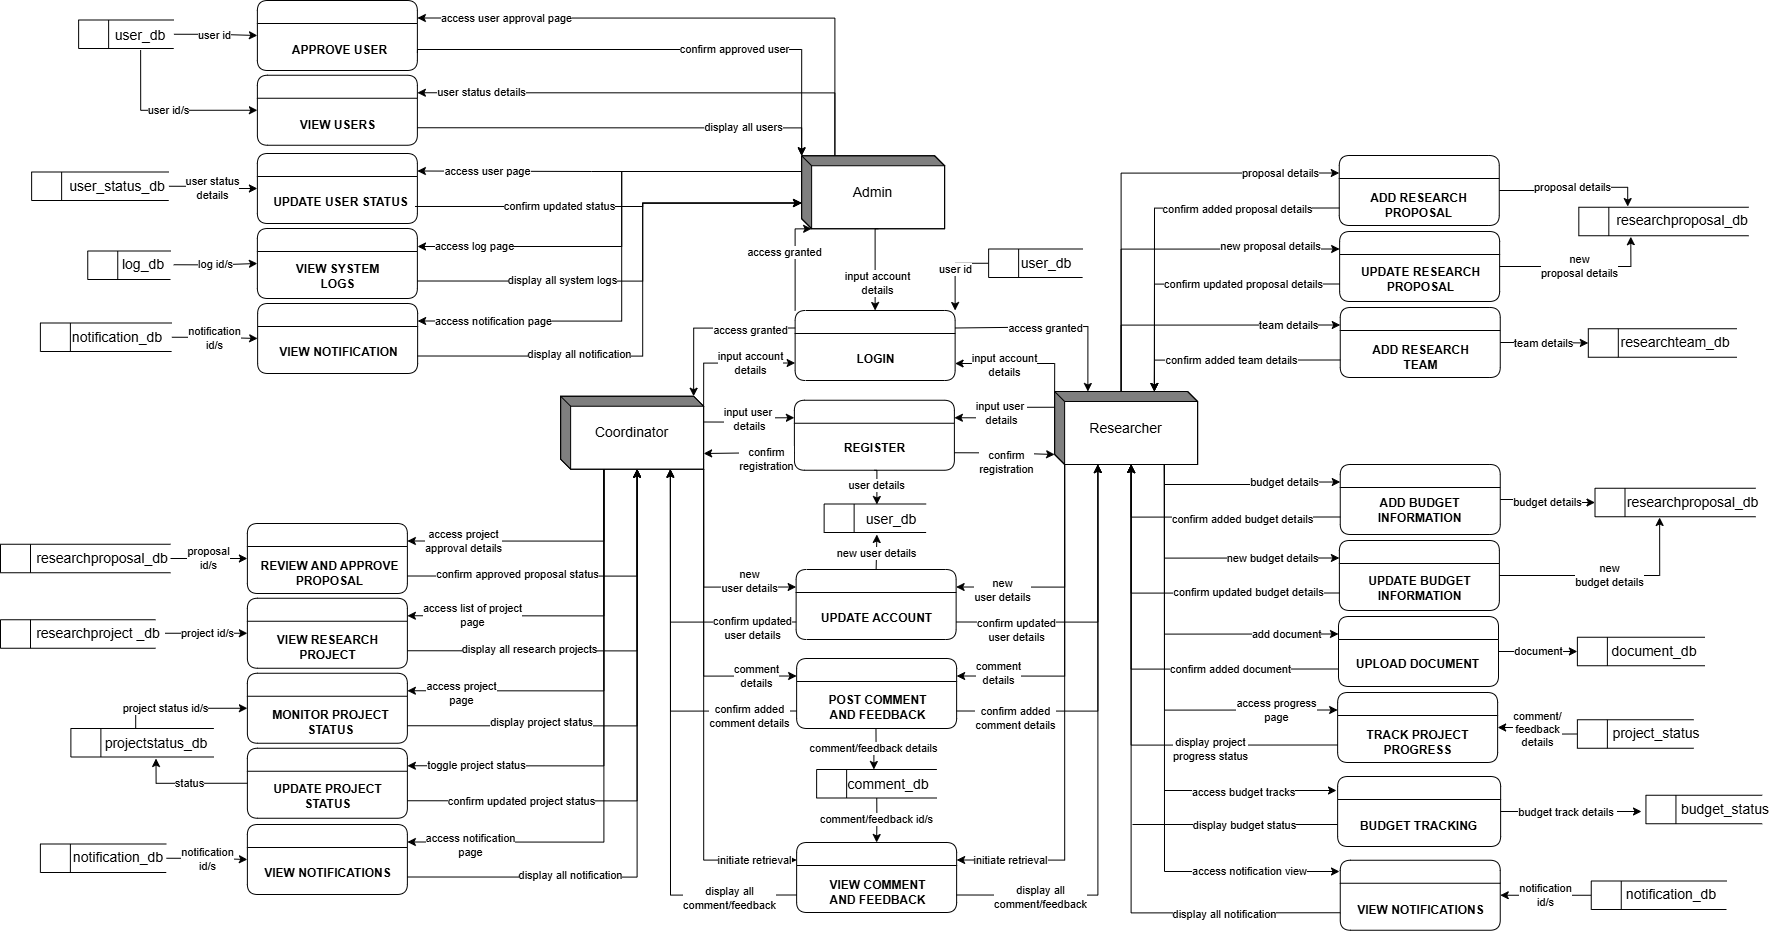 access user approval page
user_db
user id
APPROVE USER
confirm approved user
user status details
user id/s
VIEW USERS
display all users
access user page
user_status_db
user status
details
UPDATE USER STATUS
confirm updated status
Admin
access log page
log_db
log id/s
VIEW SYSTEM
LOGS
display all system logs
access granted
input account
details
user id
user_db
access notification page
notification_db
notification
id/s
VIEW NOTIFICATION
display all notification
access granted
LOGIN
access granted
input account
details
input account
details
proposal details
ADD RESEARCH
PROPOSAL
proposal details
confirm added proposal details
researchproposal_db
new proposal details
UPDATE RESEARCH
PROPOSAL
new
proposal details
confirm updated proposal details
team details
ADD RESEARCH
TEAM
team details
researchteam_db
confirm added team details
Coordinator
input user
details
REGISTER
input user
details
Researcher
confirm
registration
confirm
registration
user details
user_db
new user details
access project
approval details
researchproposal_db
proposal
id/s
REVIEW AND APPROVE
PROPOSAL
confirm approved proposal status
new
user details
UPDATE ACCOUNT
new
user details
confirm updated
user details
confirm updated
user details
access list of project
page
researchproject _db
project id/s
VIEW RESEARCH
PROJECT
display all research projects
comment
details
POST COMMENT
AND FEEDBACK
comment
details
confirm added
comment details
confirm added
comment details
access project
page
project status id/s
MONITOR PROJECT
STATUS
display project status
projectstatus_db
comment/feedback details
comment_db
comment/feedback id/s
toggle project status
status
UPDATE PROJECT
STATUS
confirm updated project status
access notification
page
notification_db
notification
id/s
VIEW NOTIFICATIONS
display all notification
initiate retrieval
VIEW COMMENT
AND FEEDBACK
initiate retrieval
display all
comment/feedback
display all
comment/feedback
budget details
ADD BUDGET
INFORMATION
budget details
researchproposal_db
confirm added budget details
new budget details
UPDATE BUDGET
INFORMATION
new
budget details
confirm updated budget details
add document
UPLOAD DOCUMENT
document
document_db
confirm added document
access progress
page
TRACK PROJECT
PROGRESS
comment/
feedback
details
project_status
display project
progress status
access budget tracks
BUDGET TRACKING
budget track details
budget_status
display budget status
access notification view
VIEW NOTIFICATIONS
notification
id/s
notification_db
display all notification